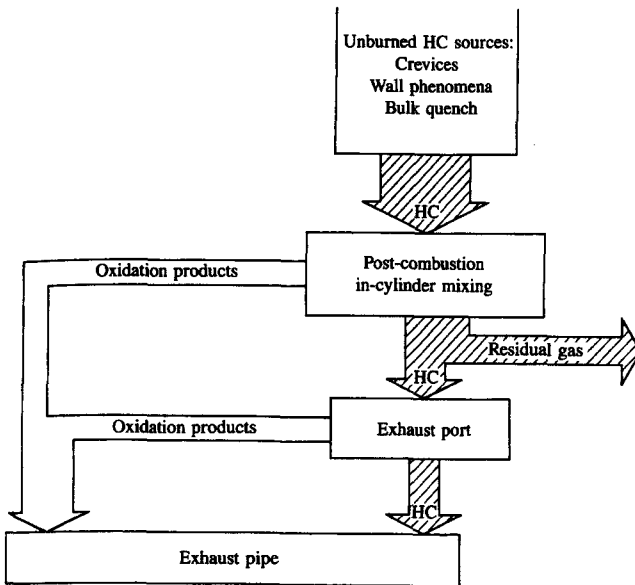 Unburned HC sources:
Crevices
Wall phenomena
Bulk quench
HC
Oxidation products
Post-combustion
in-cylinder mixing
Residual gas
HC
Oxidation products
Exhaust port
HC
Exhaust pipe